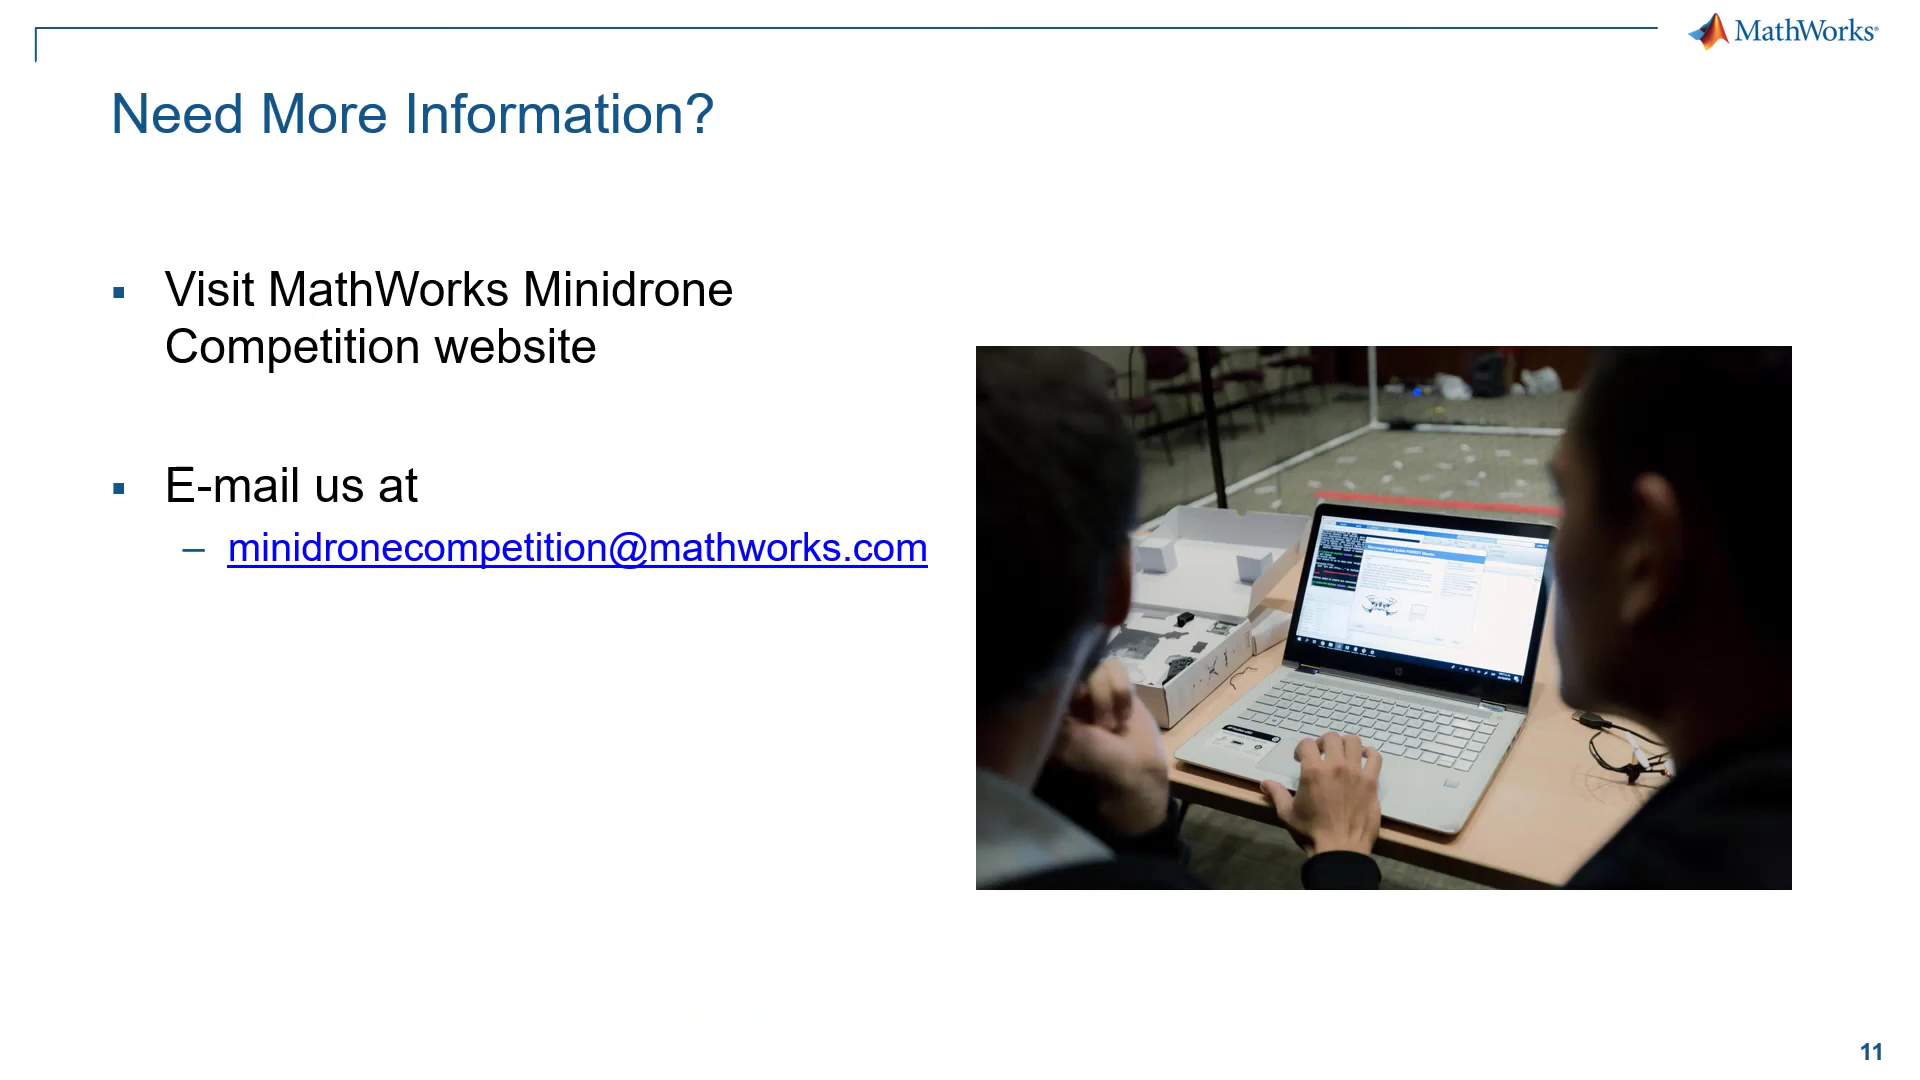 MathWorks®
Need More Information?
▪ Visit MathWorks Minidrone
Competition website
▪ E-mail us at
– minidronecompetition@mathworks.com
11